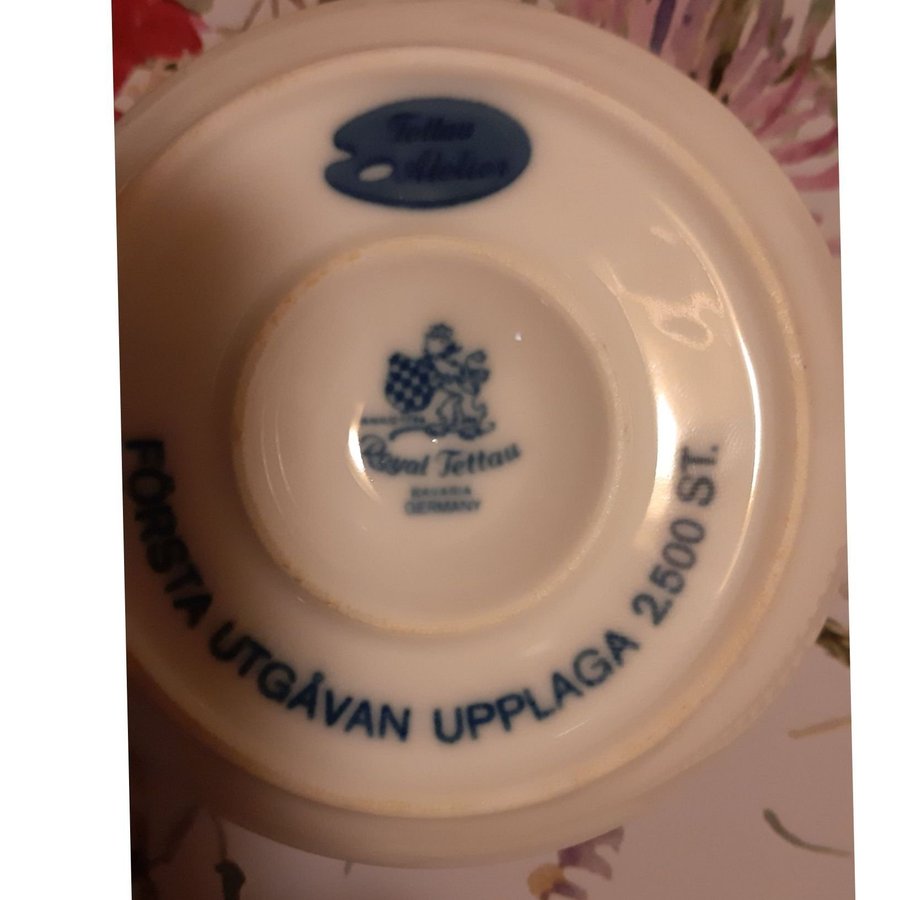 Tettau
Atelier
Royal Tettau
BAVARIA
GERMANY
FÖRSTA UTGÅVAN UPPLAGA 2.500 ST.